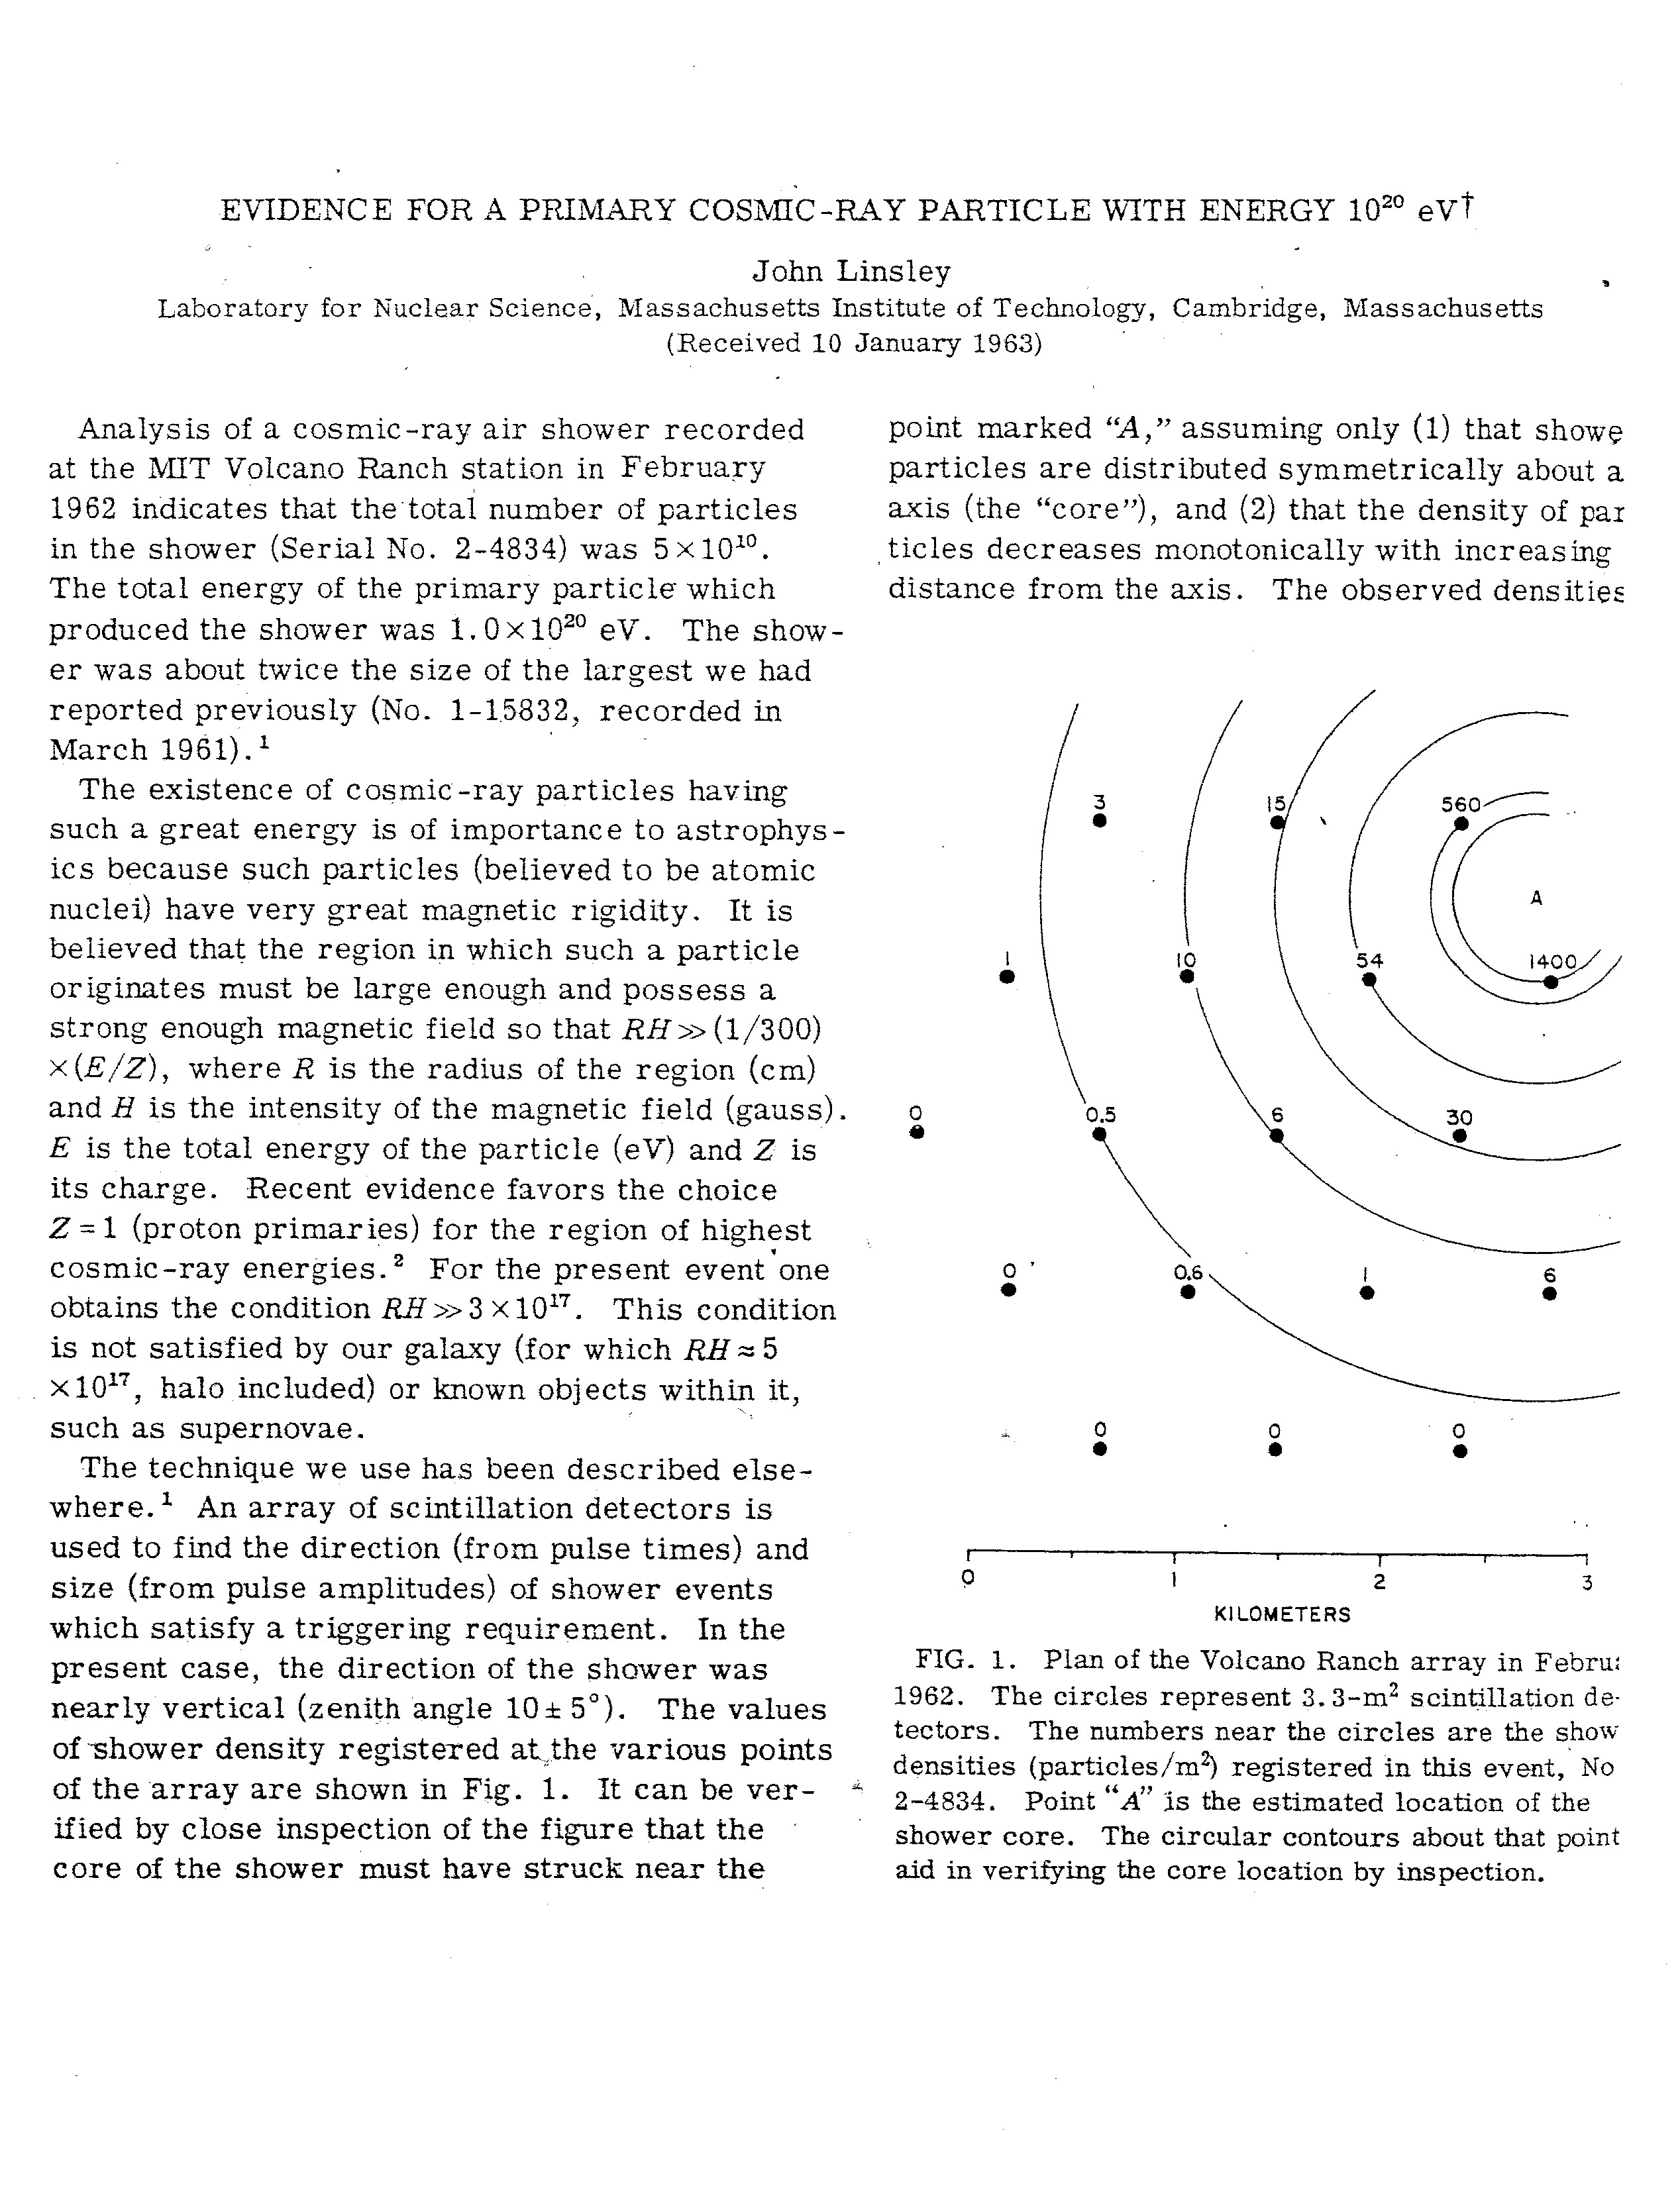 EVIDENCE FOR A PRIMARY COSMIC-RAY PARTICLE WITH ENERGY 10²⁰ eV†
John Linsley
Laboratory for Nuclear Science, Massachusetts Institute of Technology, Cambridge, Massachusetts
(Received 10 January 1963)
Analysis of a cosmic-ray air shower recorded
at the MIT Volcano Ranch station in February
1962 indicates that the total number of particles
in the shower (Serial No. 2-4834) was 5×10¹⁰.
The total energy of the primary particle which
produced the shower was 1.0×10²⁰ eV. The show-
er was about twice the size of the largest we had
reported previously (No. 1-15832, recorded in
March 1961).¹
The existence of cosmic-ray particles having
such a great energy is of importance to astrophys-
ics because such particles (believed to be atomic
nuclei) have very great magnetic rigidity. It is
believed that the region in which such a particle
originates must be large enough and possess a
strong enough magnetic field so that RH≫(1/300)
×(E/Z), where R is the radius of the region (cm)
and H is the intensity of the magnetic field (gauss).
E is the total energy of the particle (eV) and Z is
its charge. Recent evidence favors the choice
Z=1 (proton primaries) for the region of highest
cosmic-ray energies.² For the present event one
obtains the condition RH≫3×10¹⁷. This condition
is not satisfied by our galaxy (for which RH≈5
×10¹⁷, halo included) or known objects within it,
such as supernovae.
The technique we use has been described else-
where.¹ An array of scintillation detectors is
used to find the direction (from pulse times) and
size (from pulse amplitudes) of shower events
which satisfy a triggering requirement. In the
present case, the direction of the shower was
nearly vertical (zenith angle 10±5°). The values
of shower density registered at the various points
of the array are shown in Fig. 1. It can be ver-
ified by close inspection of the figure that the
core of the shower must have struck near the
point marked “A,” assuming only (1) that showe
particles are distributed symmetrically about a
axis (the “core”), and (2) that the density of par
ticles decreases monotonically with increasing
distance from the axis. The observed densities
3 15 560
A
1 10 54 1400
0 0.5 6 30
0 0.6 1 6
0 0 0
0 1 2 3
KILOMETERS
FIG. 1. Plan of the Volcano Ranch array in Februa
1962. The circles represent 3.3-m² scintillation de-
tectors. The numbers near the circles are the show
densities (particles/m²) registered in this event, No
2-4834. Point “A” is the estimated location of the
shower core. The circular contours about that point
aid in verifying the core location by inspection.